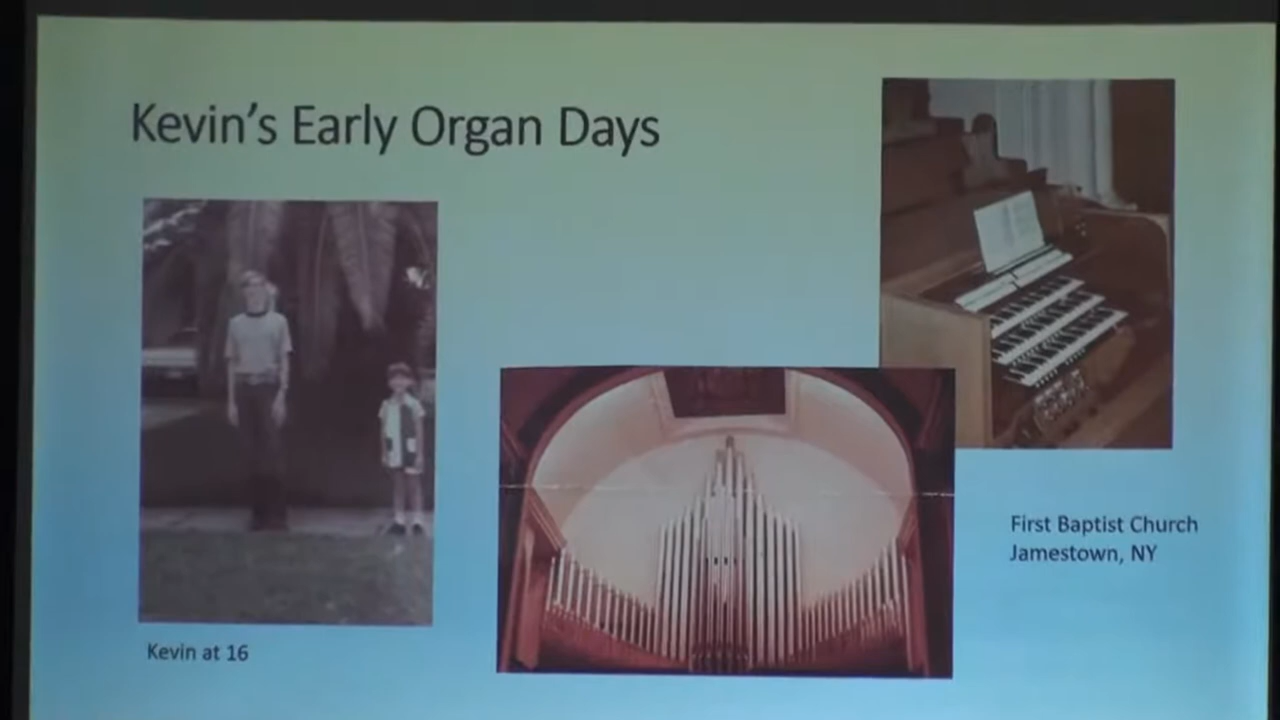 Kevin's Early Organ Days
Kevin at 16
First Baptist Church
Jamestown, NY